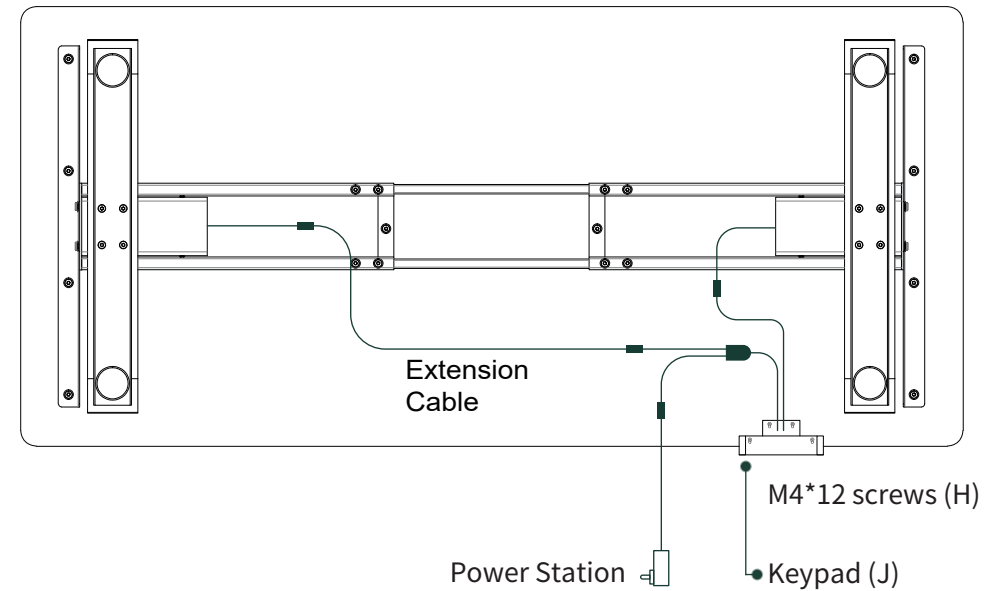 Extension
Cable
M4*12 screws (H)
Power Station
Keypad (J)